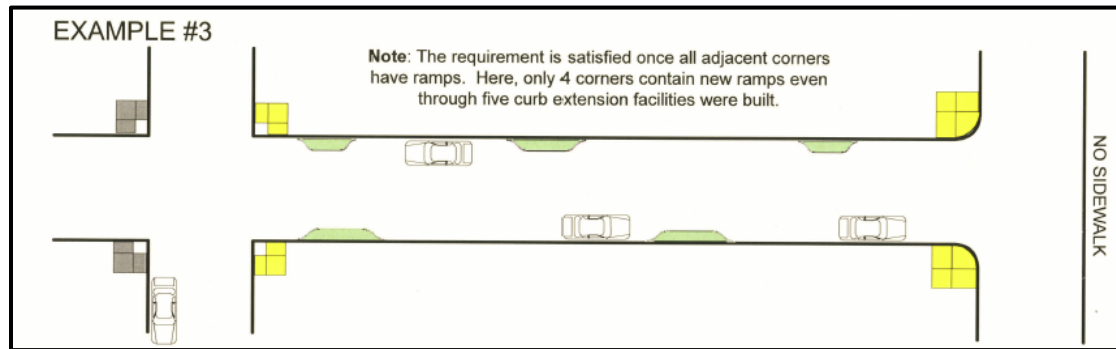 EXAMPLE #3
Note: The requirement is satisfied once all adjacent corners
have ramps. Here, only 4 corners contain new ramps even
through five curb extension facilities were built.
NO SIDEWALK